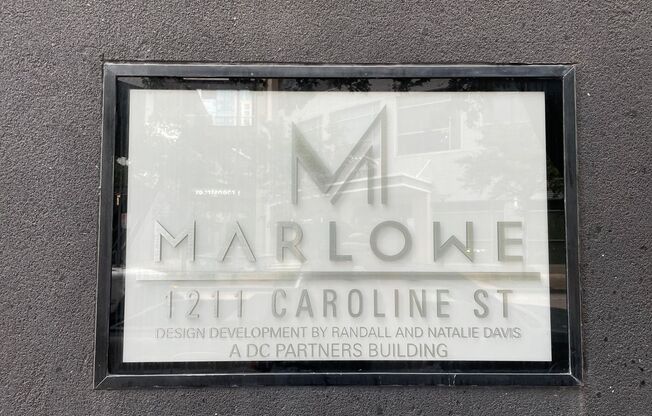 M
MARLOWE
1211 CAROLINE ST
DESIGN DEVELOPMENT BY RANDALL AND NATALIE DAVIS
A DC PARTNERS BUILDING